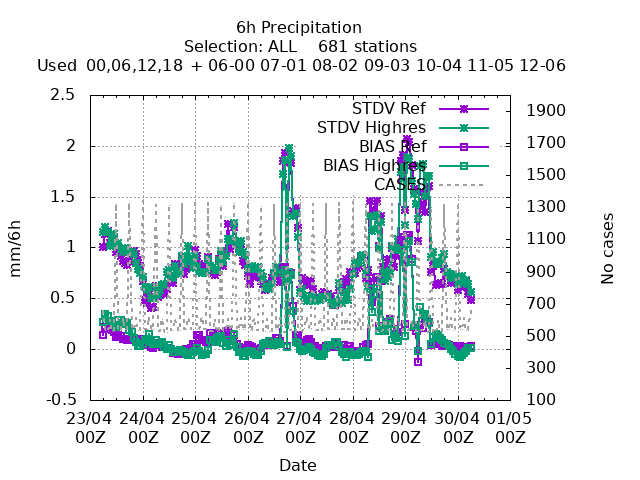 6h Precipitation
Selection: ALL 681 stations
Used 00,06,12,18 + 06-00 07-01 08-02 09-03 10-04 11-05 12-06
STDV Ref
STDV Highres
BIAS Ref
BIAS Highres
CASES
2.5
2
1.5
1
0.5
0
-0.5
mm/6h
1900
1700
1500
1300
1100
900
700
500
300
100
No cases
23/04 24/04 25/04 26/04 27/04 28/04 29/04 30/04 01/05
00Z 00Z 00Z 00Z 00Z 00Z 00Z 00Z 00Z
Date